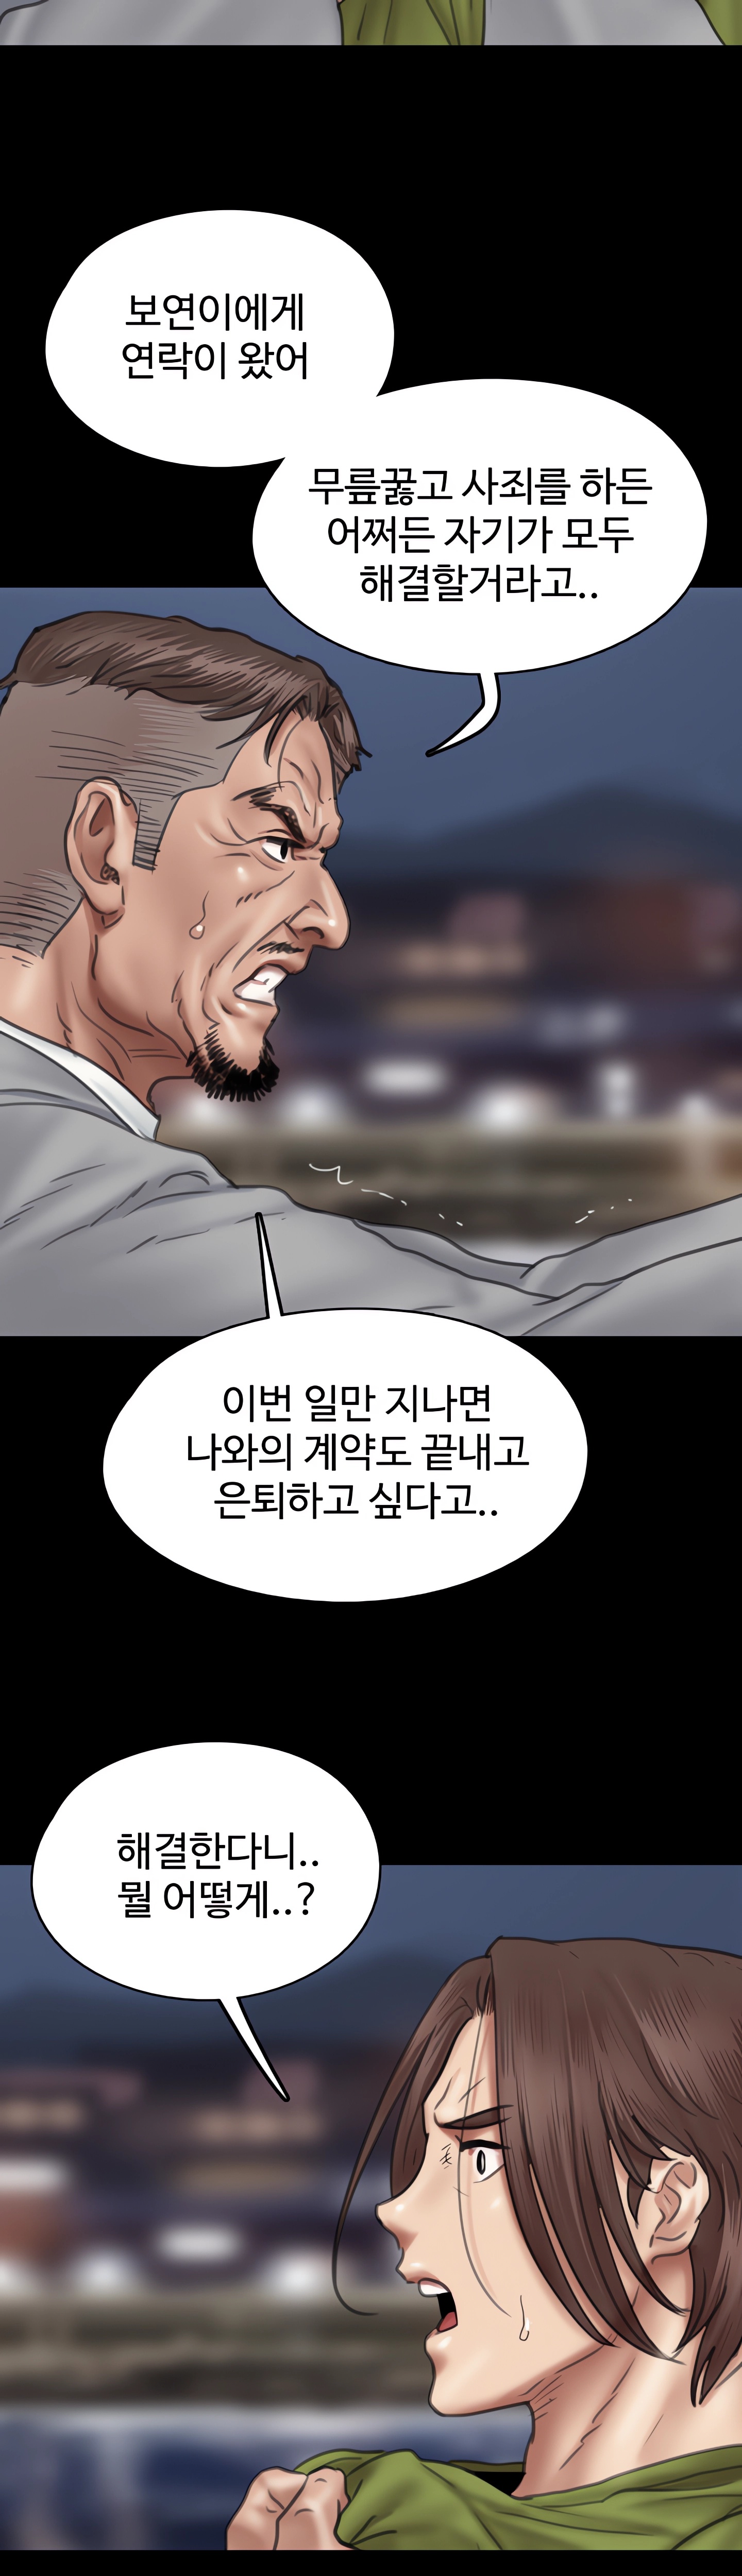 보연이에게
연락이 왔어
무릎꿇고 사죄를 하든
어쩌든 자기가 모두
해결할거라고..
이번 일만 지나면
나와의 계약도 끝내고
은퇴하고 싶다고..
해결한다니..
뭘 어떻게..?